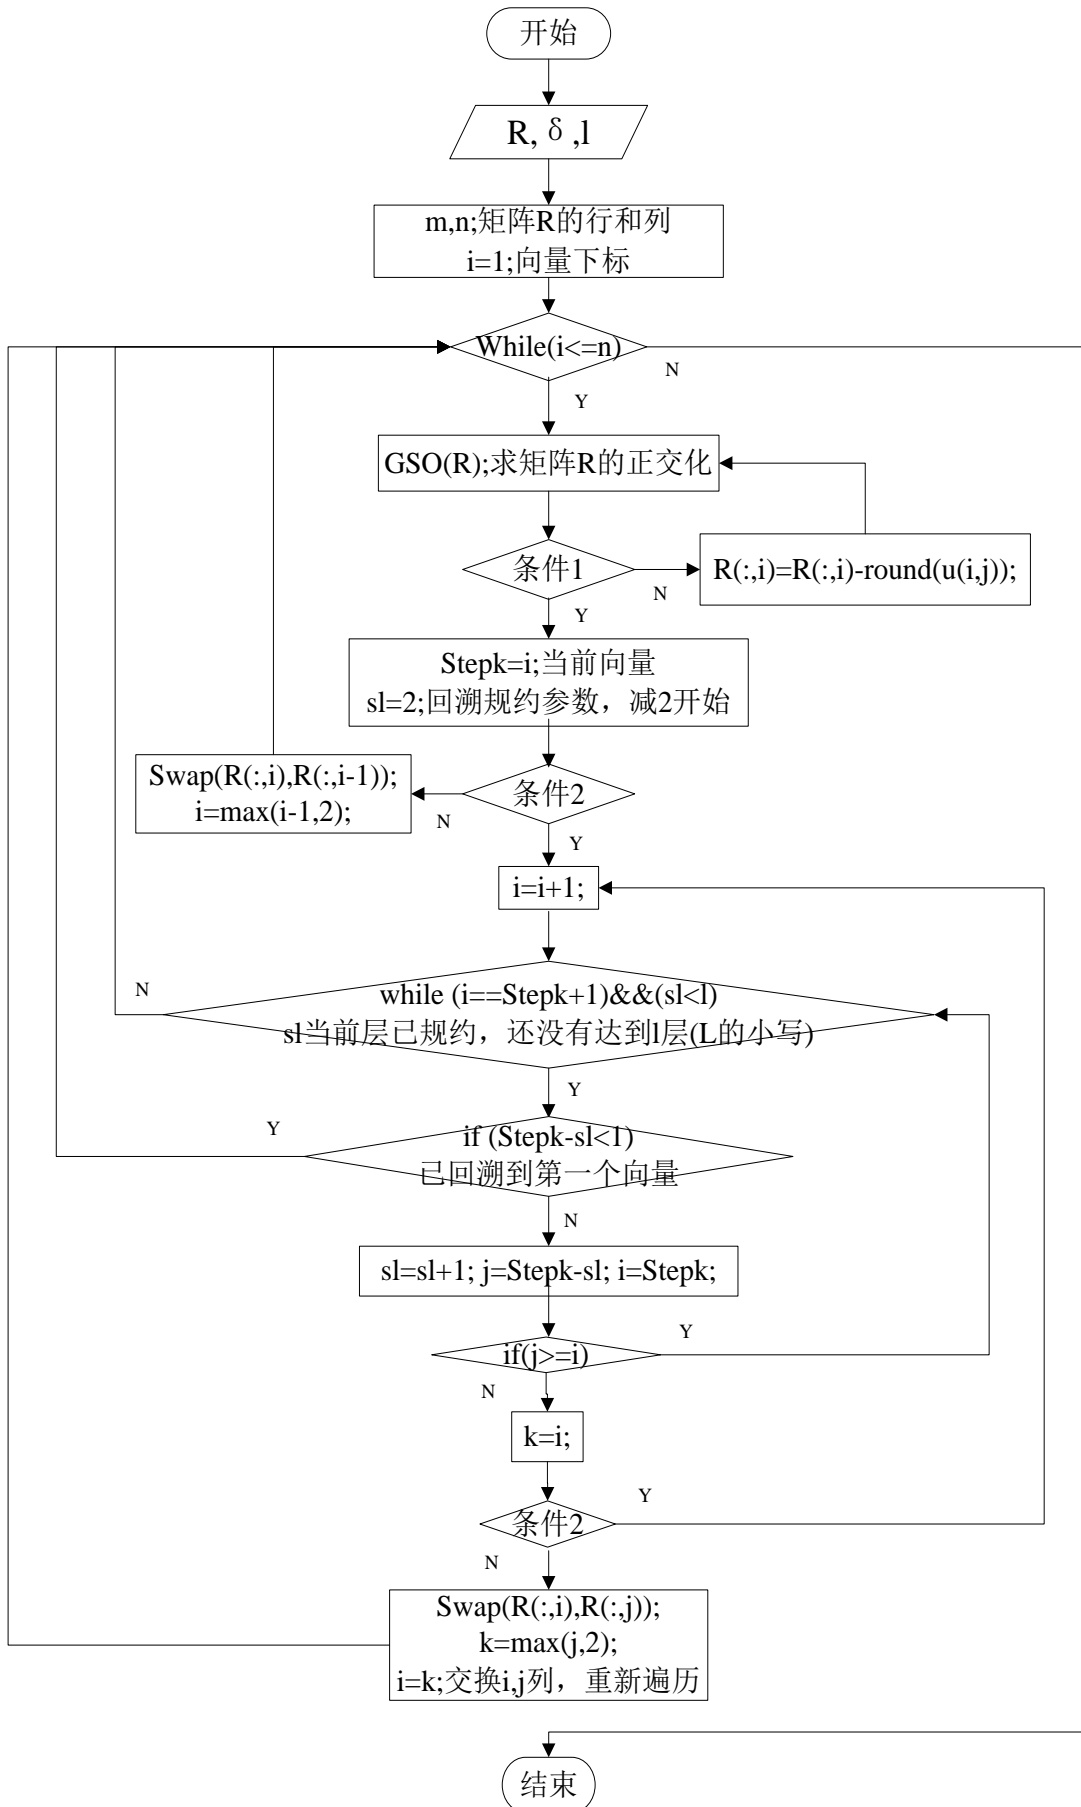 开始
R, δ ,l
m,n;矩阵R的行和列
i=1;向量下标
While(i<=n)
N
Y
GSO(R);求矩阵R的正交化
条件1
N
R(:,i)=R(:,i)-round(u(i,j));
Y
Stepk=i;当前向量
sl=2;回溯规约参数，减2开始
Swap(R(:,i),R(:,i-1));
i=max(i-1,2);
条件2
N
Y
i=i+1;
N
while (i==Stepk+1)&&(sl<l)
sl当前层已规约，还没有达到l层(L的小写)
Y
Y
if (Stepk-sl<1)
已回溯到第一个向量
N
sl=sl+1; j=Stepk-sl; i=Stepk;
Y
if(j>=i)
N
k=i;
Y
条件2
N
Swap(R(:,i),R(:,j));
k=max(j,2);
i=k;交换i,j列，重新遍历
结束